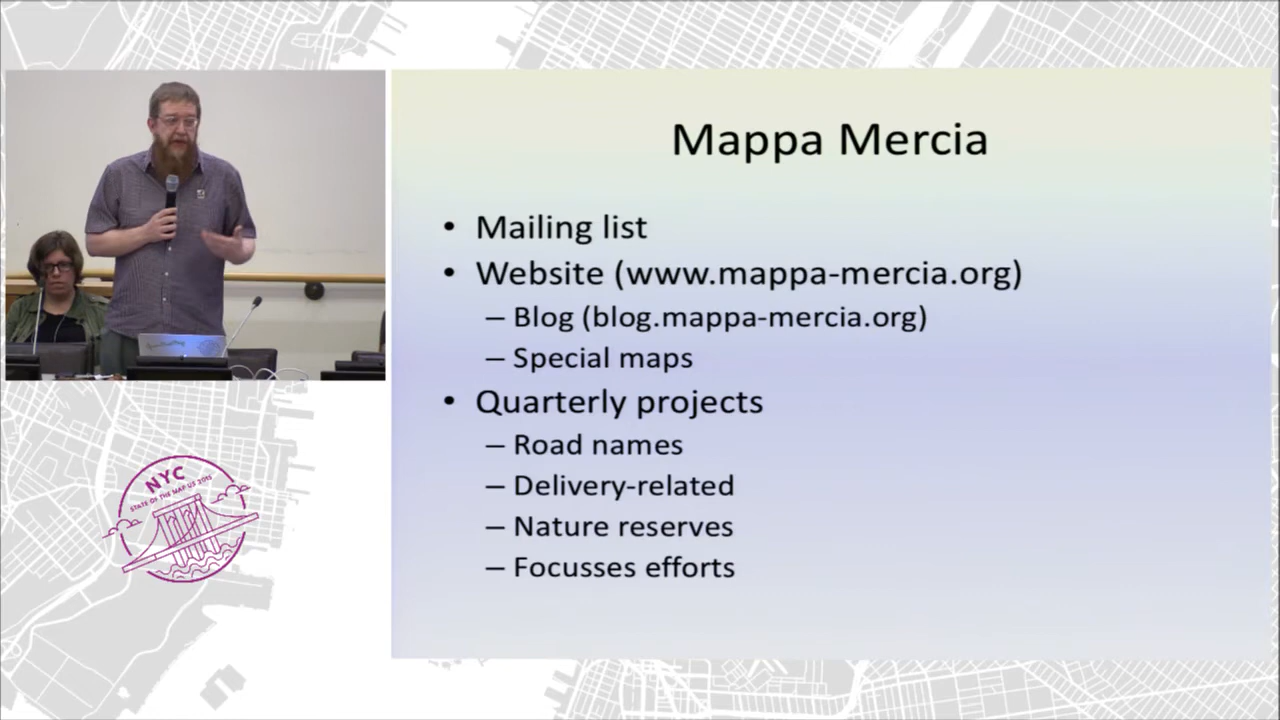 Mappa Mercia
• Mailing list
• Website (www.mappa-mercia.org)
– Blog (blog.mappa-mercia.org)
– Special maps
• Quarterly projects
– Road names
– Delivery-related
– Nature reserves
– Focusses efforts
NYC
STATE OF THE MAP US 2015